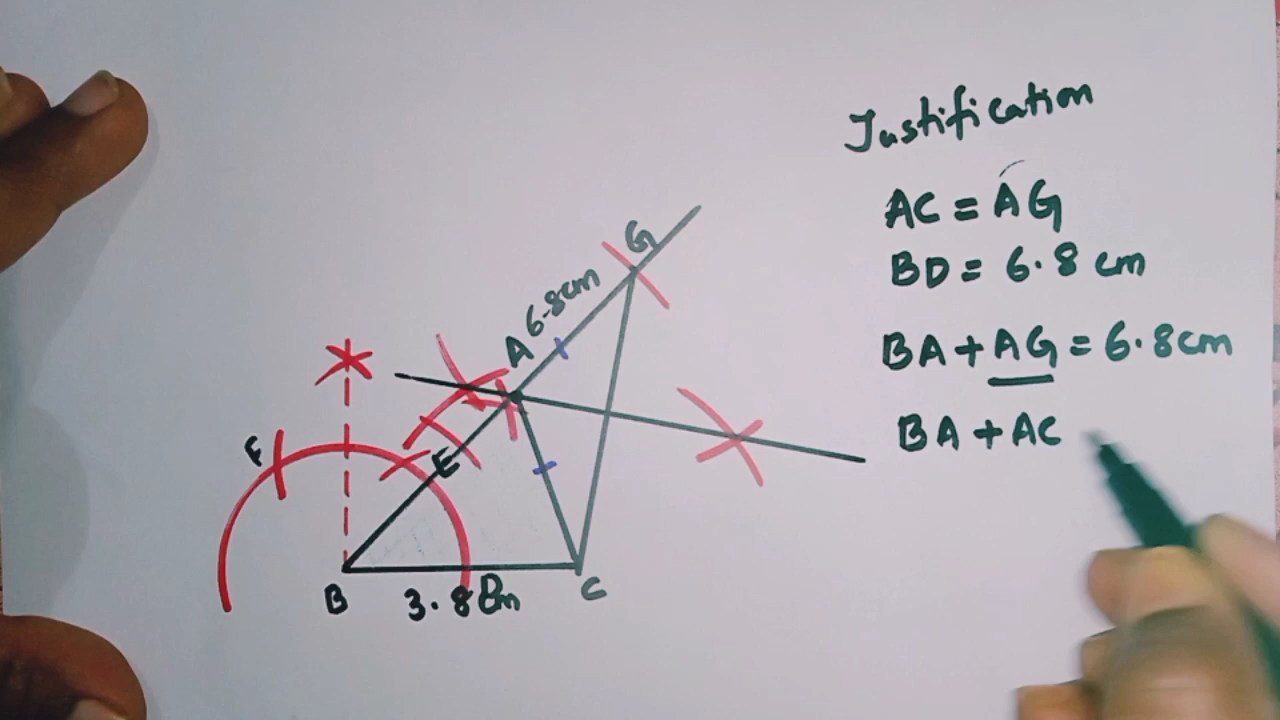 Justification
AC = AG
BD = 6.8 cm
BA + AG = 6.8cm
BA + AC
G
6.8cm
A
F
E
B
3.8cm
D
C